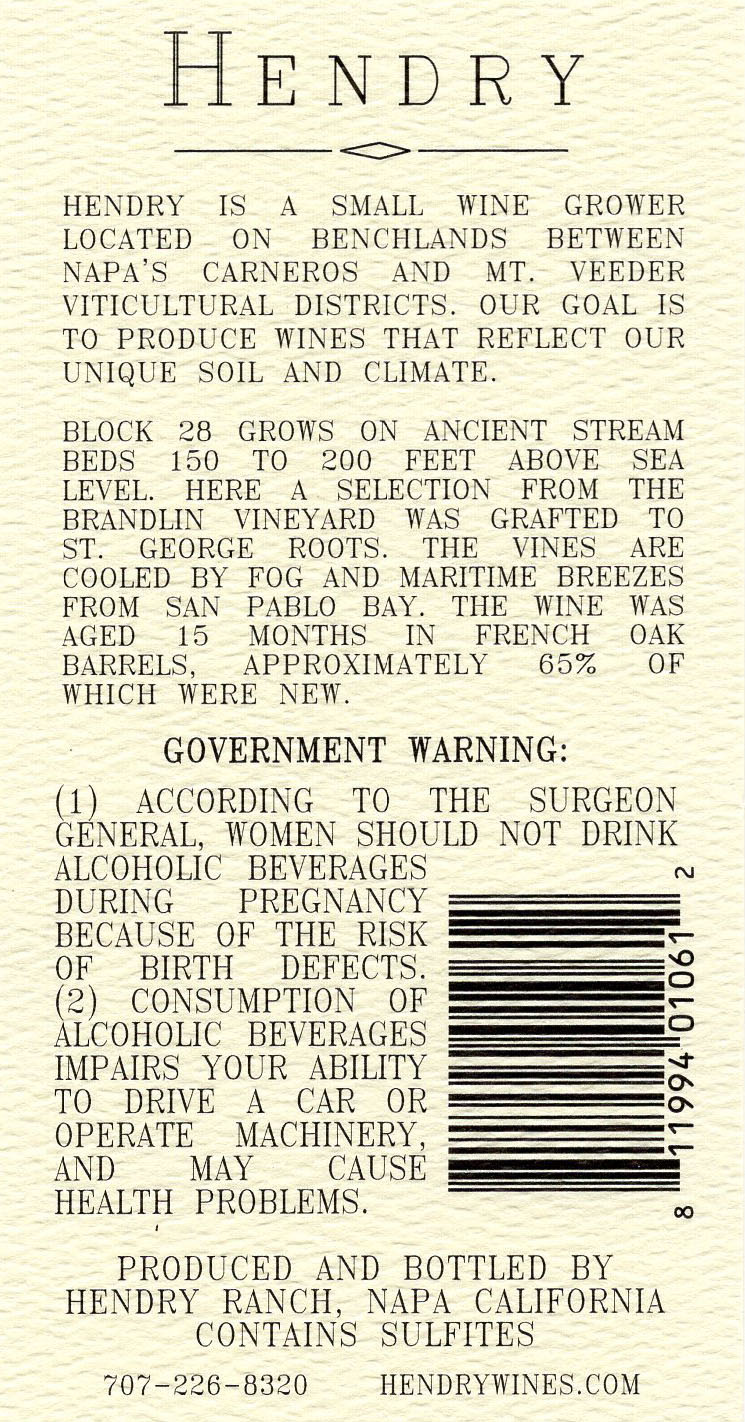 HENDRY
HENDRY IS A SMALL WINE GROWER
LOCATED ON BENCHLANDS BETWEEN
NAPA'S CARNEROS AND MT. VEEDER
VITICULTURAL DISTRICTS. OUR GOAL IS
TO PRODUCE WINES THAT REFLECT OUR
UNIQUE SOIL AND CLIMATE.
BLOCK 28 GROWS ON ANCIENT STREAM
BEDS 150 TO 200 FEET ABOVE SEA
LEVEL. HERE A SELECTION FROM THE
BRANDLIN VINEYARD WAS GRAFTED TO
ST. GEORGE ROOTS. THE VINES ARE
COOLED BY FOG AND MARITIME BREEZES
FROM SAN PABLO BAY. THE WINE WAS
AGED 15 MONTHS IN FRENCH OAK
BARRELS, APPROXIMATELY 65% OF
WHICH WERE NEW.
GOVERNMENT WARNING:
(1) ACCORDING TO THE SURGEON
GENERAL, WOMEN SHOULD NOT DRINK
ALCOHOLIC BEVERAGES
DURING PREGNANCY
BECAUSE OF THE RISK
OF BIRTH DEFECTS.
(2) CONSUMPTION OF
ALCOHOLIC BEVERAGES
IMPAIRS YOUR ABILITY
TO DRIVE A CAR OR
OPERATE MACHINERY,
AND MAY CAUSE
HEALTH PROBLEMS.
8 11994 01061 2
PRODUCED AND BOTTLED BY
HENDRY RANCH, NAPA CALIFORNIA
CONTAINS SULFITES
707-226-8320 HENDRYWINES.COM